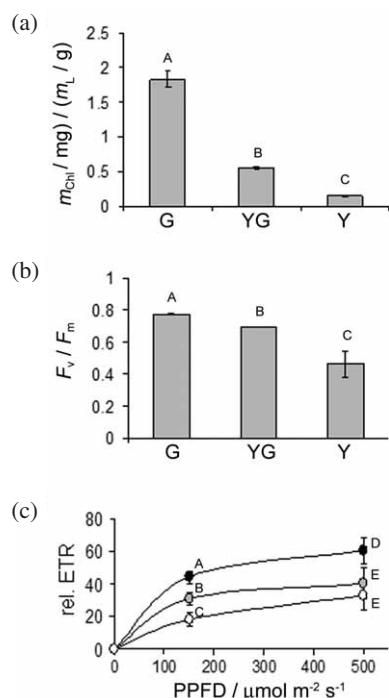 (a)
m_Chl / mg) / (m_L / g)
2.5
2
1.5
1
0.5
0
A
B
C
G YG Y
(b)
F_v / F_m
1
0.8
0.6
0.4
0.2
0
A
B
C
G YG Y
(c)
rel. ETR
80
60
40
20
0
A
B
C
D
E
E
0 100 200 300 400 500
PPFD / μmol m⁻² s⁻¹